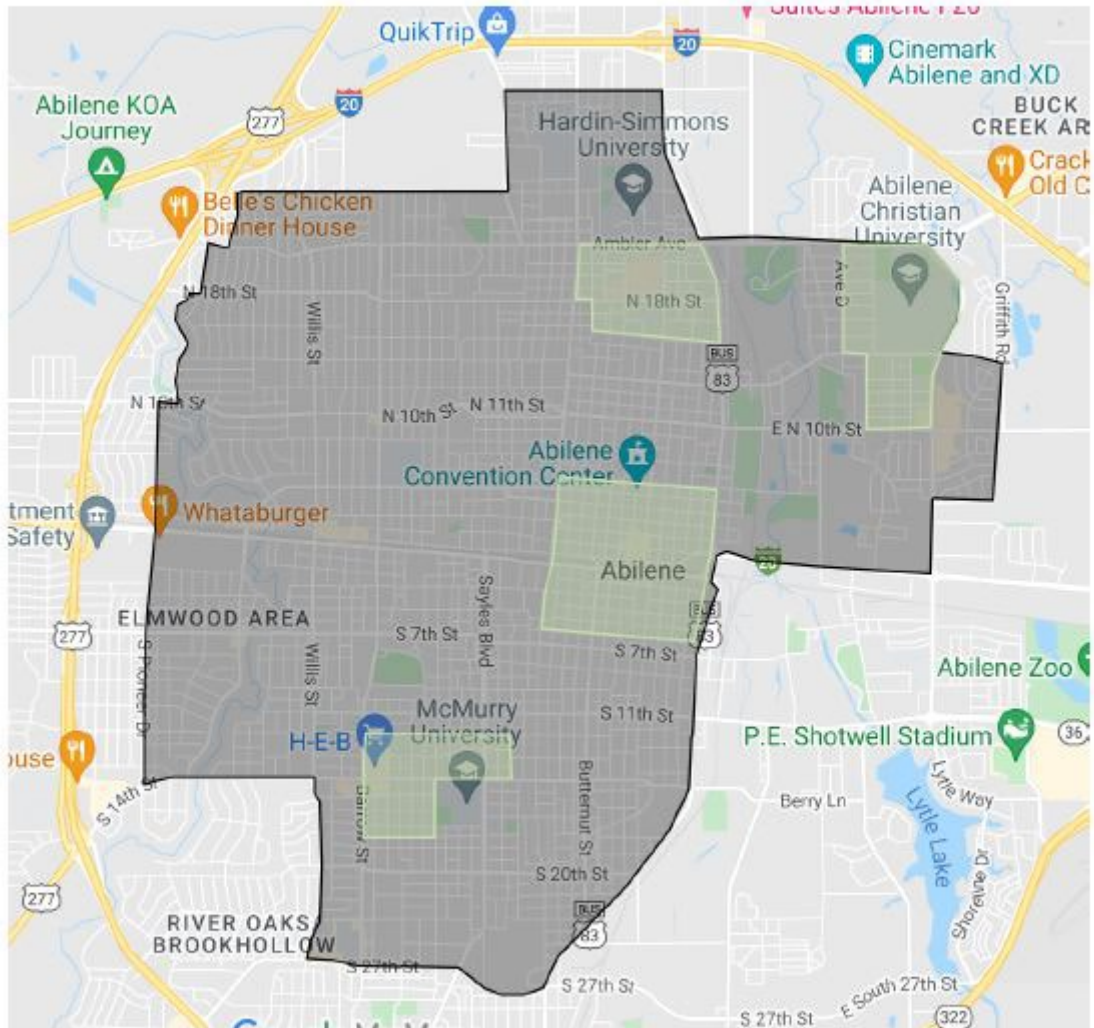 Suites Abilene I-20
QuikTrip
20
Cinemark
Abilene and XD
20
277
Abilene KOA
Journey
BUCK
CREEK AR
Hardin-Simmons
University
Crack
Old C
Abilene
Christian
University
Belle's Chicken
Dinner House
Ambler Ave
N 18th St
N 18th St
Willis St
Ave D
Griffith Rd
BUS
83
N 10th St
N 11th St
E N 10th St
Abilene
Convention Center
tment
Safety
Whataburger
Abilene
20
Sayles Blvd
BUS
83
ELMWOOD AREA
277
S 7th St
S 7th St
S Pioneer Dr
Willis St
Abilene Zoo
McMurry
University
S 11th St
H-E-B
P.E. Shotwell Stadium
36
ouse
S 14th St
Barrow St
Butternut St
Berry Ln
Lytle Way
Lytle Lake
Shoreline Dr
S 20th St
277
RIVER OAKS
BROOKHOLLOW
BUS
83
S 27th St
S 27th St
E South 27th St
S 27th St
322